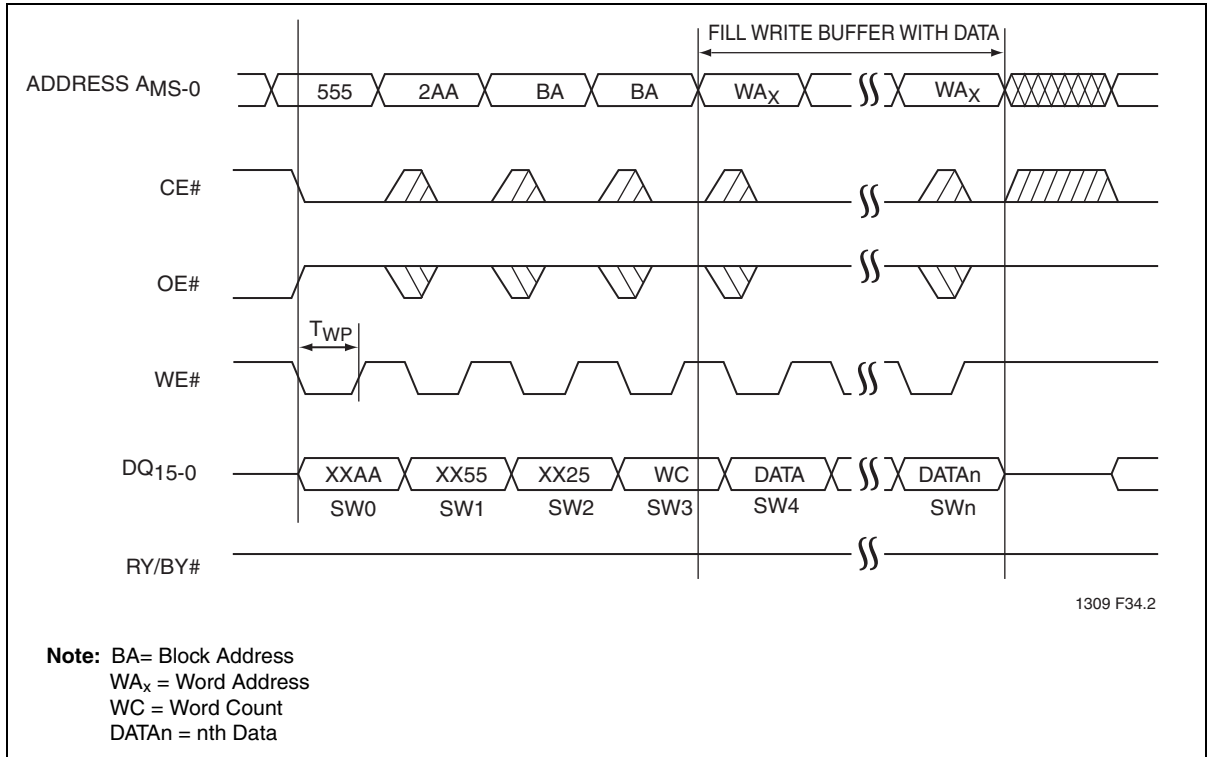 FILL WRITE BUFFER WITH DATA
ADDRESS AMS-0
555 2AA BA BA WAX WAX
CE#
OE#
TWP
WE#
DQ15-0
XXAA XX55 XX25 WC DATA DATAn
SW0 SW1 SW2 SW3 SW4 SWn
RY/BY#
1309 F34.2
Note: BA= Block Address
WAx = Word Address
WC = Word Count
DATAn = nth Data